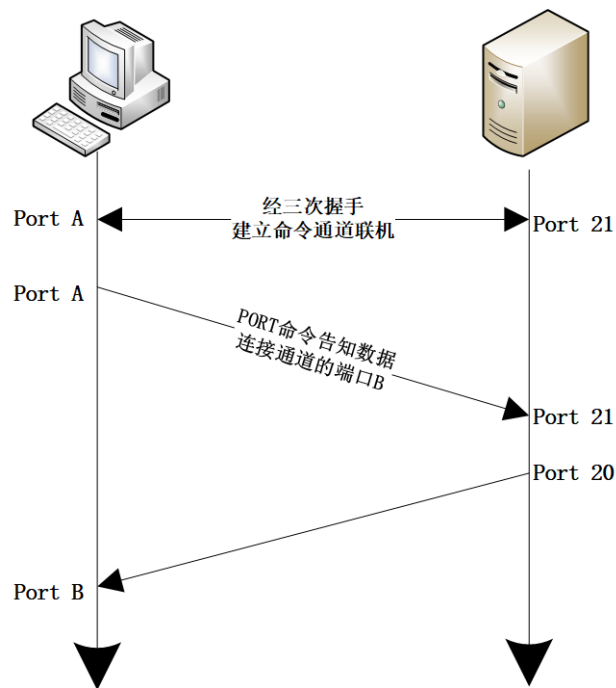 经三次握手
建立命令通道联机
Port A
Port 21
Port A
PORT命令告知数据
连接通道的端口B
Port 21
Port 20
Port B